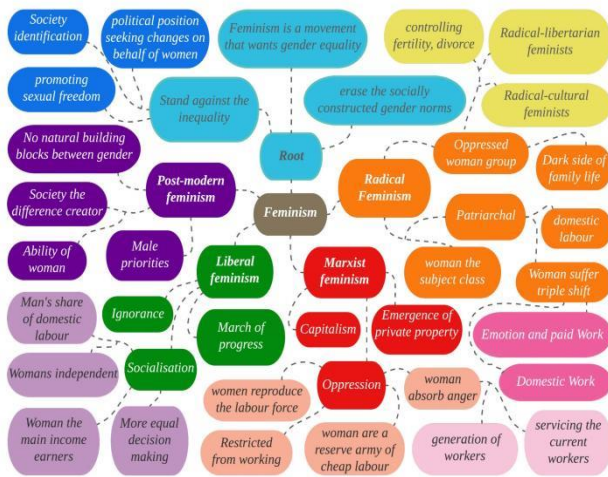 Society
identification
political position
seeking changes on
behalf of women
Feminism is a movement
that wants gender equality
controlling
fertility, divorce
Radical-libertarian
feminists
promoting
sexual freedom
Stand against the
inequality
erase the socially
constructed gender norms
Radical-cultural
feminists
No natural building
blocks between gender
Root
Oppressed
woman group
Dark side of
family life
Post-modern
feminism
Radical
Feminism
Society the
difference creator
Feminism
Patriarchal
domestic
labour
Ability of
woman
Male
priorities
Liberal
feminism
Marxist
feminism
woman the
subject class
Woman suffer
triple shift
Man's share
of domestic
labour
Ignorance
March of
progress
Capitalism
Emergence of
private property
Emotion and paid Work
Womans independent
Socialisation
women reproduce
the labour force
Oppression
woman
absorb anger
Domestic Work
Woman the
main income
earners
More equal
decision
making
Restricted
from working
woman are a
reserve army of
cheap labour
generation of
workers
servicing the
current
workers